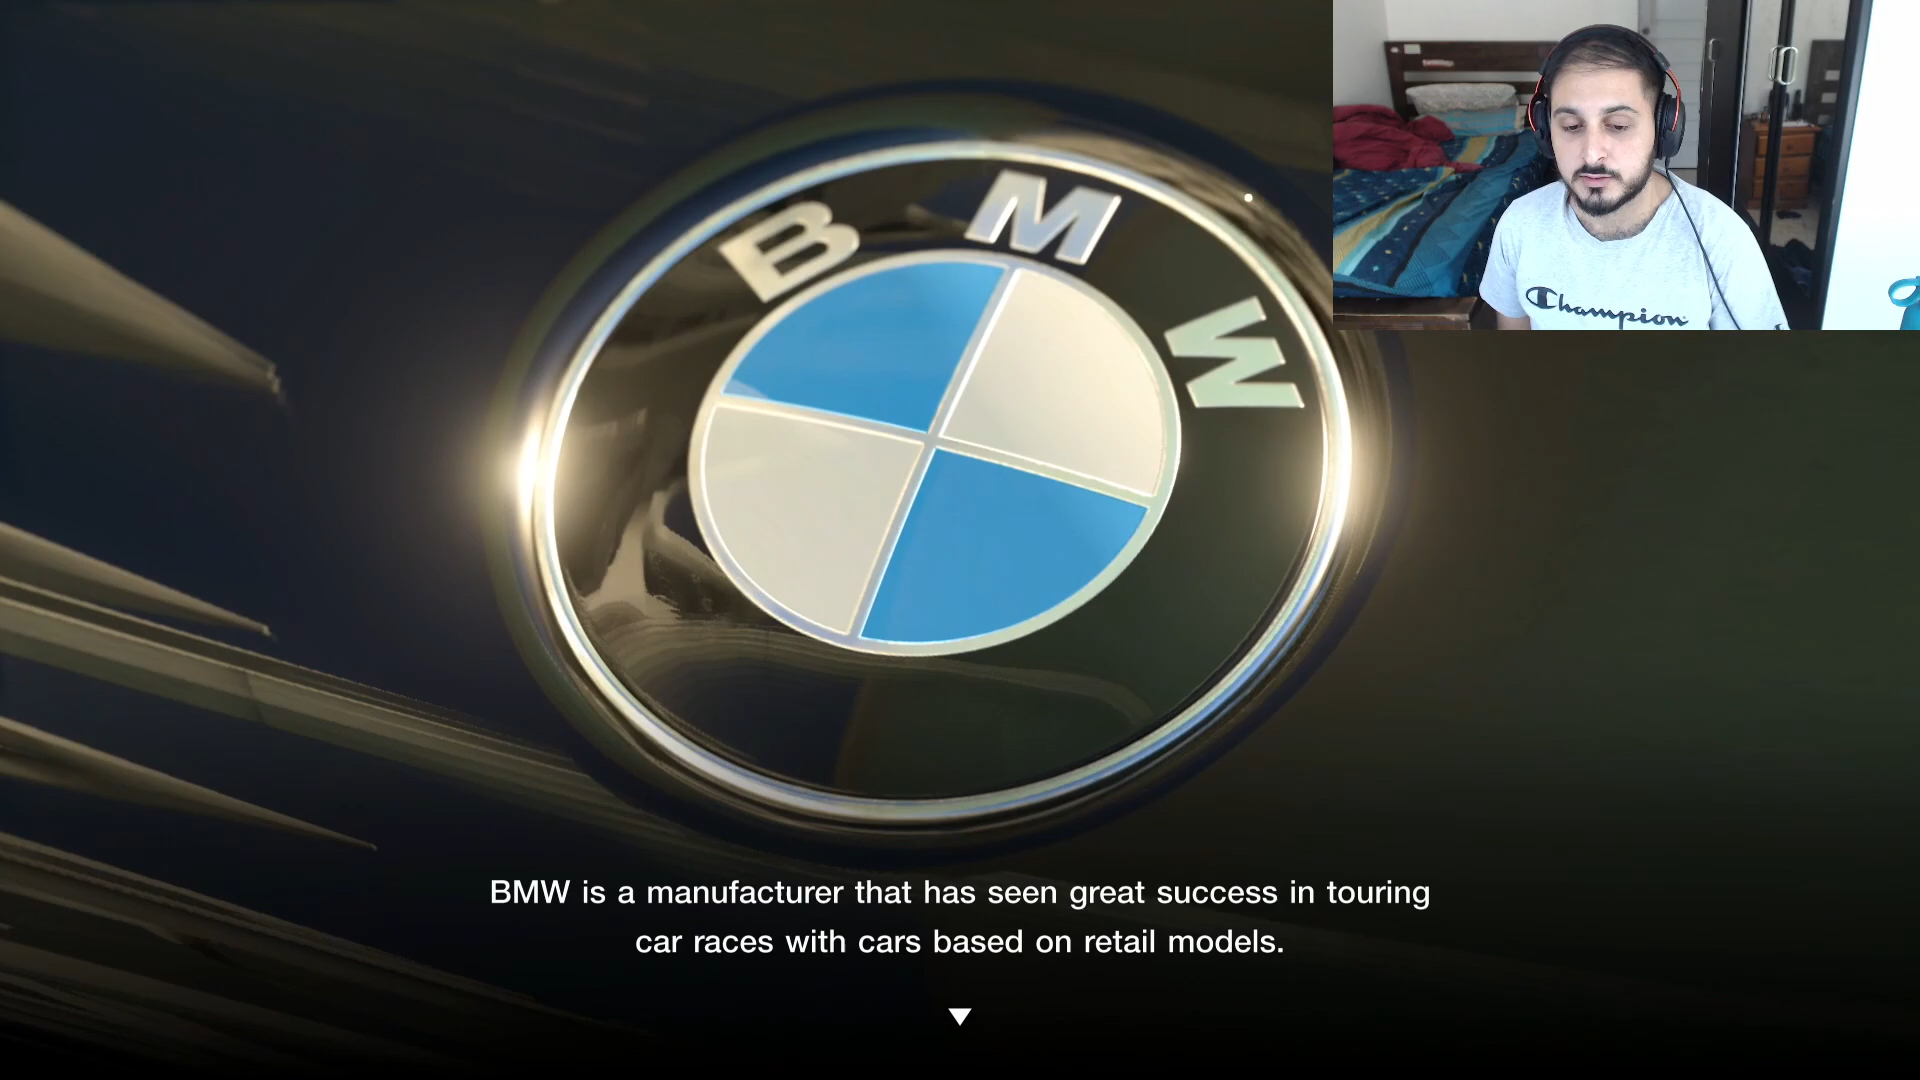 BMW
Champion
BMW is a manufacturer that has seen great success in touring
car races with cars based on retail models.